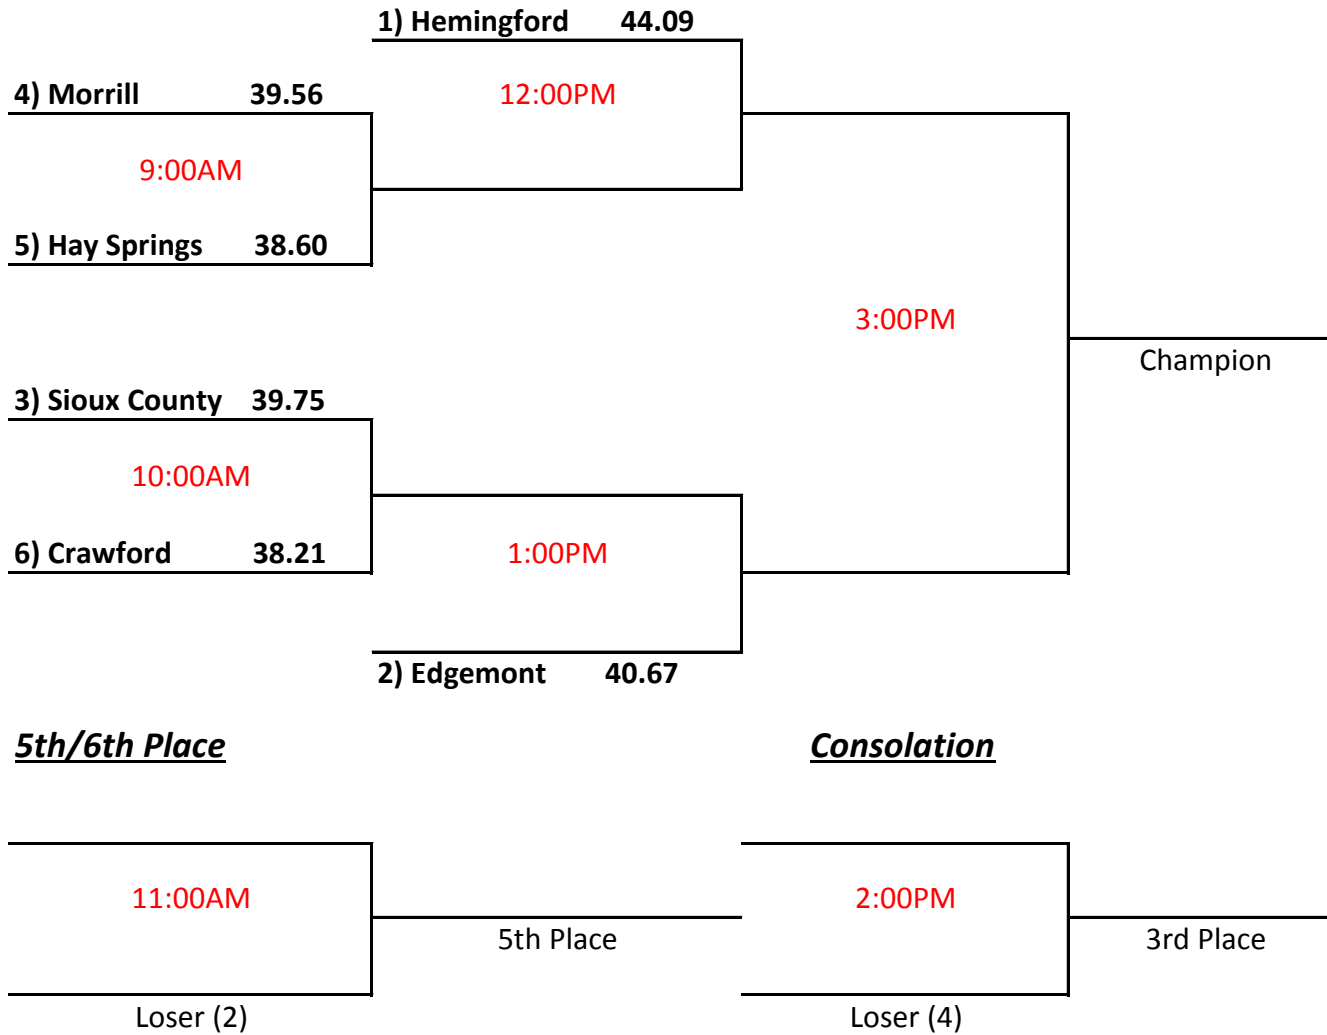 1) Hemingford 44.09
4) Morrill 39.56
12:00PM
9:00AM
5) Hay Springs 38.60
3:00PM
Champion
3) Sioux County 39.75
10:00AM
6) Crawford 38.21
1:00PM
2) Edgemont 40.67
5th/6th Place
Consolation
11:00AM
2:00PM
5th Place
3rd Place
Loser (2)
Loser (4)